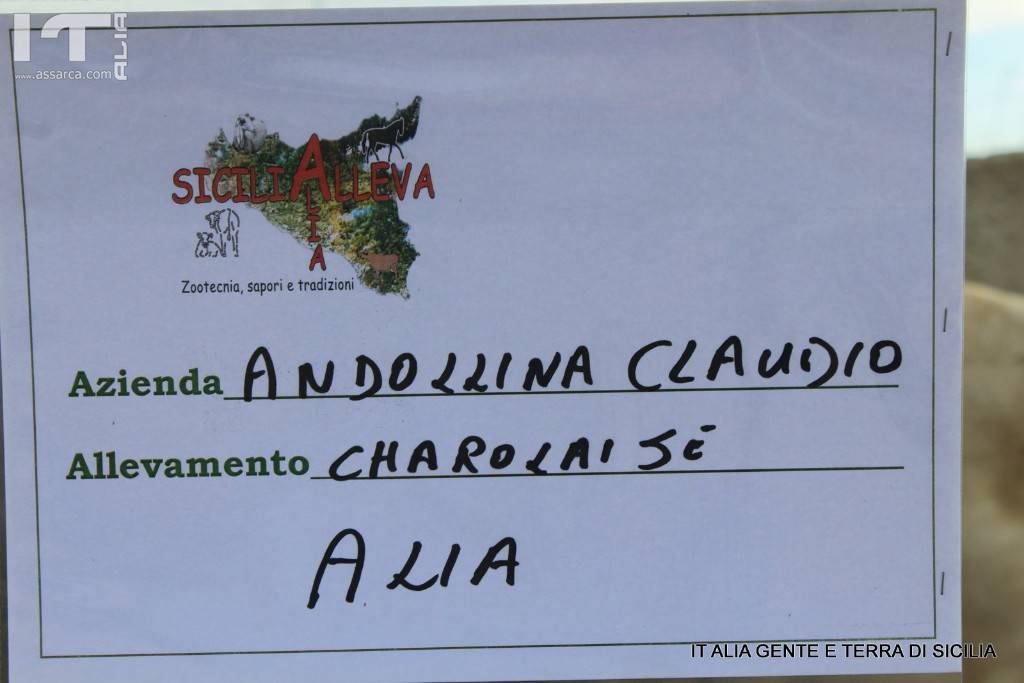 IT ALIA
www.assarca.com
SICILIALLEVA
ALIA
Zootecnia, sapori e tradizioni
Azienda ANDOLLINA CLAUDIO
Allevamento CHAROLAISE
ALIA
IT ALIA GENTE E TERRA DI SICILIA